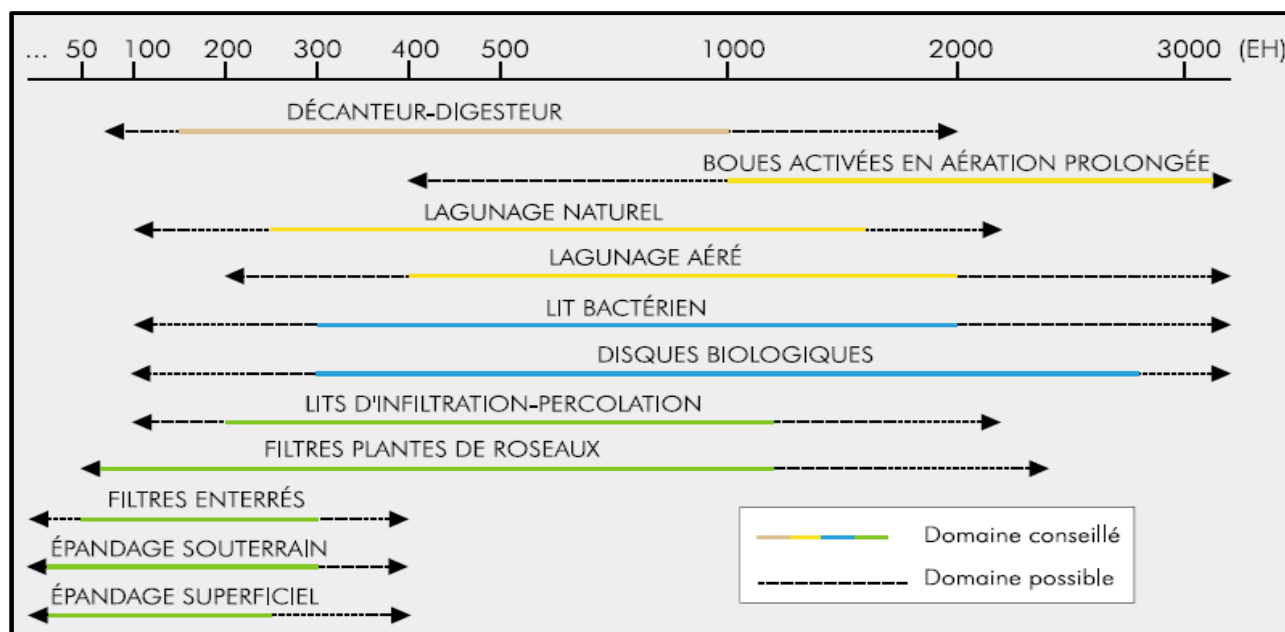 ... 50 100 200 300 400 500 1000 2000 3000 (EH)
DÉCANTEUR-DIGESTEUR
BOUES ACTIVÉES EN AÉRATION PROLONGÉE
LAGUNAGE NATUREL
LAGUNAGE AÉRÉ
LIT BACTÉRIEN
DISQUES BIOLOGIQUES
LITS D'INFILTRATION-PERCOLATION
FILTRES PLANTES DE ROSEAUX
FILTRES ENTERRÉS
ÉPANDAGE SOUTERRAIN
ÉPANDAGE SUPERFICIEL
Domaine conseillé
Domaine possible